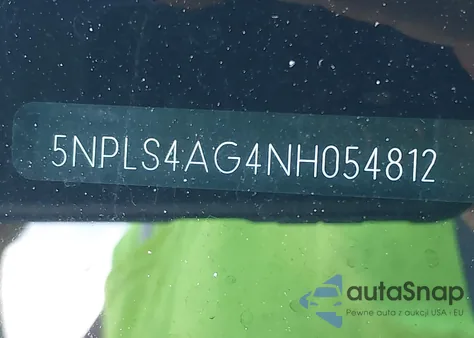 5NPLS4AG4NH054812
autaSnap
Pewne auta z aukcji USA - EU